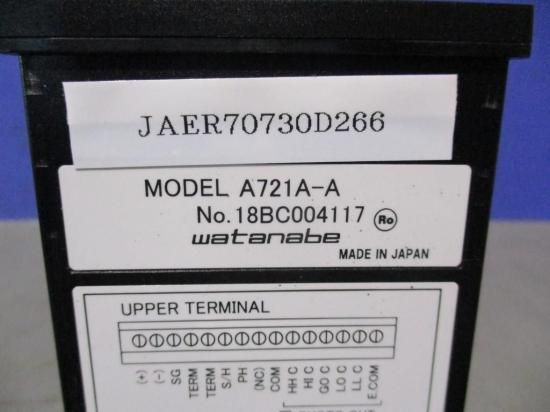 JAER70730D266
MODEL A721A-A
No.18BC004117 Ro
watanabe
MADE IN JAPAN
UPPER TERMINAL
(+)
(-)
SG
TERM
TERM
S/H
PH
(NC)
COM
HH C
HI C
GO C
LO C
LL C
E.COM